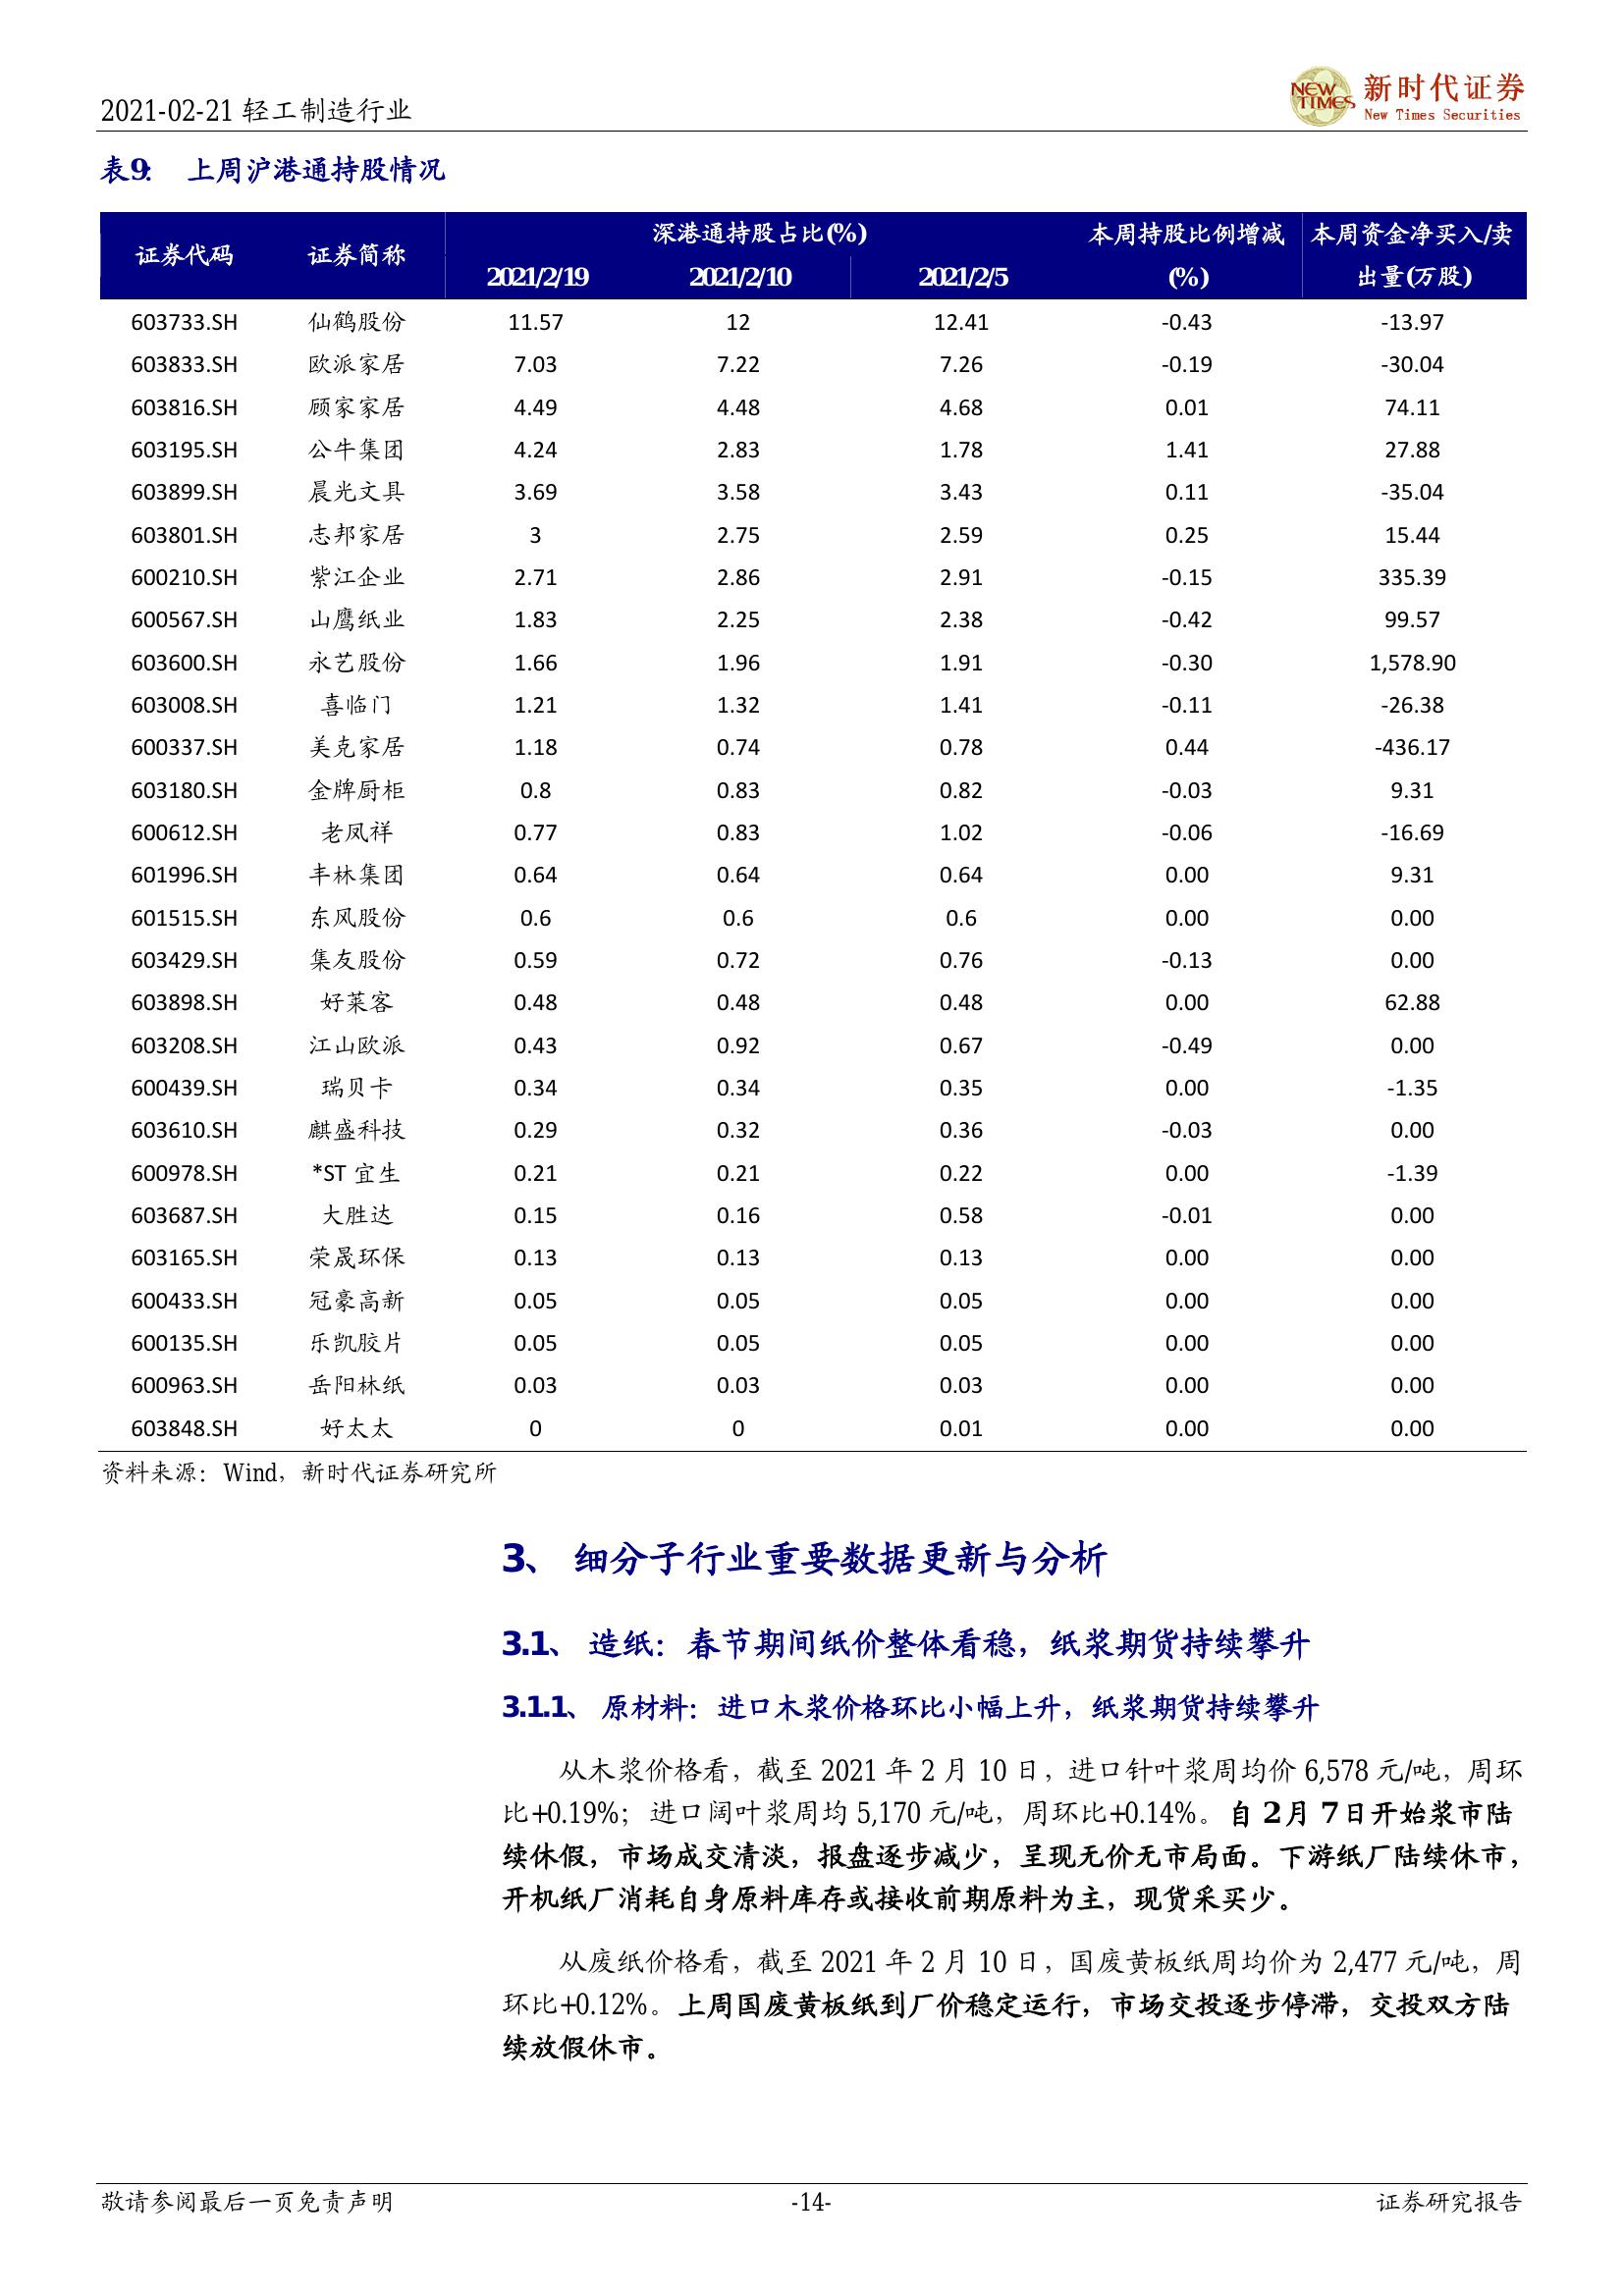 2021-02-21 轻工制造行业
NEW TIMES 新时代证券
New Times Securities
表9： 上周沪港通持股情况
证券代码 证券简称 深港通持股占比(%) 本周持股比例增减 本周资金净买入/卖
2021/2/19 2021/2/10 2021/2/5 (%) 出量(万股)
603733.SH 仙鹤股份 11.57 12 12.41 -0.43 -13.97
603833.SH 欧派家居 7.03 7.22 7.26 -0.19 -30.04
603816.SH 顾家家居 4.49 4.48 4.68 0.01 74.11
603195.SH 公牛集团 4.24 2.83 1.78 1.41 27.88
603899.SH 晨光文具 3.69 3.58 3.43 0.11 -35.04
603801.SH 志邦家居 3 2.75 2.59 0.25 15.44
600210.SH 紫江企业 2.71 2.86 2.91 -0.15 335.39
600567.SH 山鹰纸业 1.83 2.25 2.38 -0.42 99.57
603600.SH 永艺股份 1.66 1.96 1.91 -0.30 1,578.90
603008.SH 喜临门 1.21 1.32 1.41 -0.11 -26.38
600337.SH 美克家居 1.18 0.74 0.78 0.44 -436.17
603180.SH 金牌厨柜 0.8 0.83 0.82 -0.03 9.31
600612.SH 老凤祥 0.77 0.83 1.02 -0.06 -16.69
601996.SH 丰林集团 0.64 0.64 0.64 0.00 9.31
601515.SH 东风股份 0.6 0.6 0.6 0.00 0.00
603429.SH 集友股份 0.59 0.72 0.76 -0.13 0.00
603898.SH 好莱客 0.48 0.48 0.48 0.00 62.88
603208.SH 江山欧派 0.43 0.92 0.67 -0.49 0.00
600439.SH 瑞贝卡 0.34 0.34 0.35 0.00 -1.35
603610.SH 麒盛科技 0.29 0.32 0.36 -0.03 0.00
600978.SH *ST 宜生 0.21 0.21 0.22 0.00 -1.39
603687.SH 大胜达 0.15 0.16 0.58 -0.01 0.00
603165.SH 荣晟环保 0.13 0.13 0.13 0.00 0.00
600433.SH 冠豪高新 0.05 0.05 0.05 0.00 0.00
600135.SH 乐凯胶片 0.05 0.05 0.05 0.00 0.00
600963.SH 岳阳林纸 0.03 0.03 0.03 0.00 0.00
603848.SH 好太太 0 0 0.01 0.00 0.00
资料来源：Wind，新时代证券研究所
3、 细分子行业重要数据更新与分析
3.1、 造纸：春节期间纸价整体看稳，纸浆期货持续攀升
3.1.1、 原材料：进口木浆价格环比小幅上升，纸浆期货持续攀升
从木浆价格看，截至 2021 年 2 月 10 日，进口针叶浆周均价 6,578 元/吨，周环
比+0.19%；进口阔叶浆周均 5,170 元/吨，周环比+0.14%。自 2月 7日开始浆市陆
续休假，市场成交清淡，报盘逐步减少，呈现无价无市局面。下游纸厂陆续休市，
开机纸厂消耗自身原料库存或接收前期原料为主，现货采买少。
从废纸价格看，截至 2021 年 2 月 10 日，国废黄板纸周均价为 2,477 元/吨，周
环比+0.12%。上周国废黄板纸到厂价稳定运行，市场交投逐步停滞，交投双方陆
续放假休市。
敬请参阅最后一页免责声明 -14- 证券研究报告